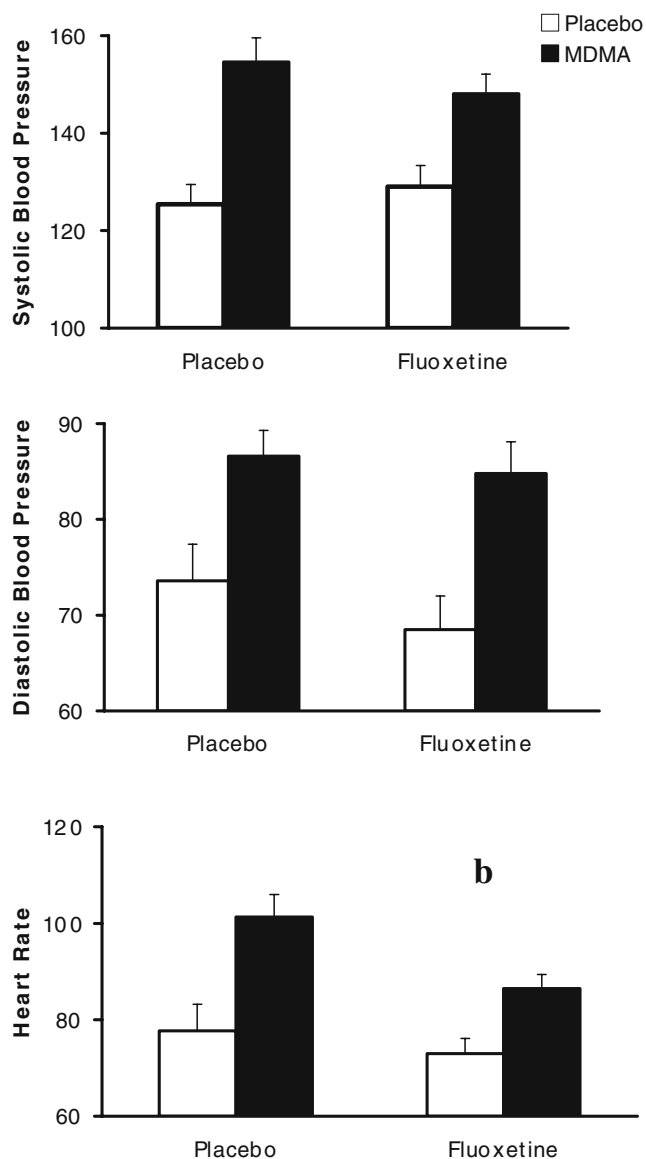 Placebo
MDMA
Systolic Blood Pressure
160
140
120
100
Placebo Fluoxetine
Diastolic Blood Pressure
90
80
70
60
Placebo Fluoxetine
Heart Rate
120
100
80
60
b
Placebo Fluoxetine